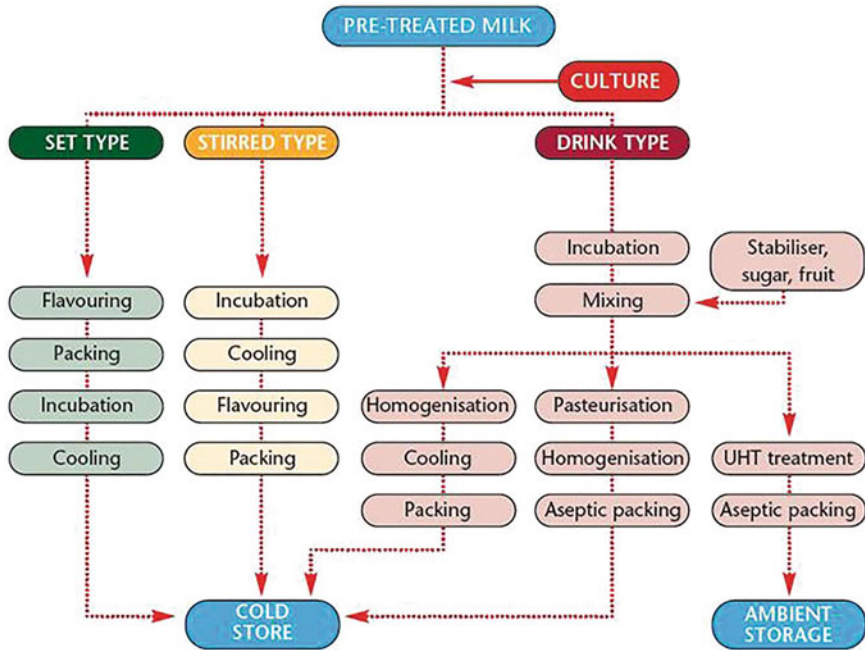 PRE-TREATED MILK
CULTURE
SET TYPE
STIRRED TYPE
DRINK TYPE
Flavouring
Packing
Incubation
Cooling
Incubation
Cooling
Flavouring
Packing
Incubation
Stabiliser,
sugar, fruit
Mixing
Homogenisation
Cooling
Packing
Pasteurisation
Homogenisation
Aseptic packing
UHT treatment
Aseptic packing
COLD
STORE
AMBIENT
STORAGE